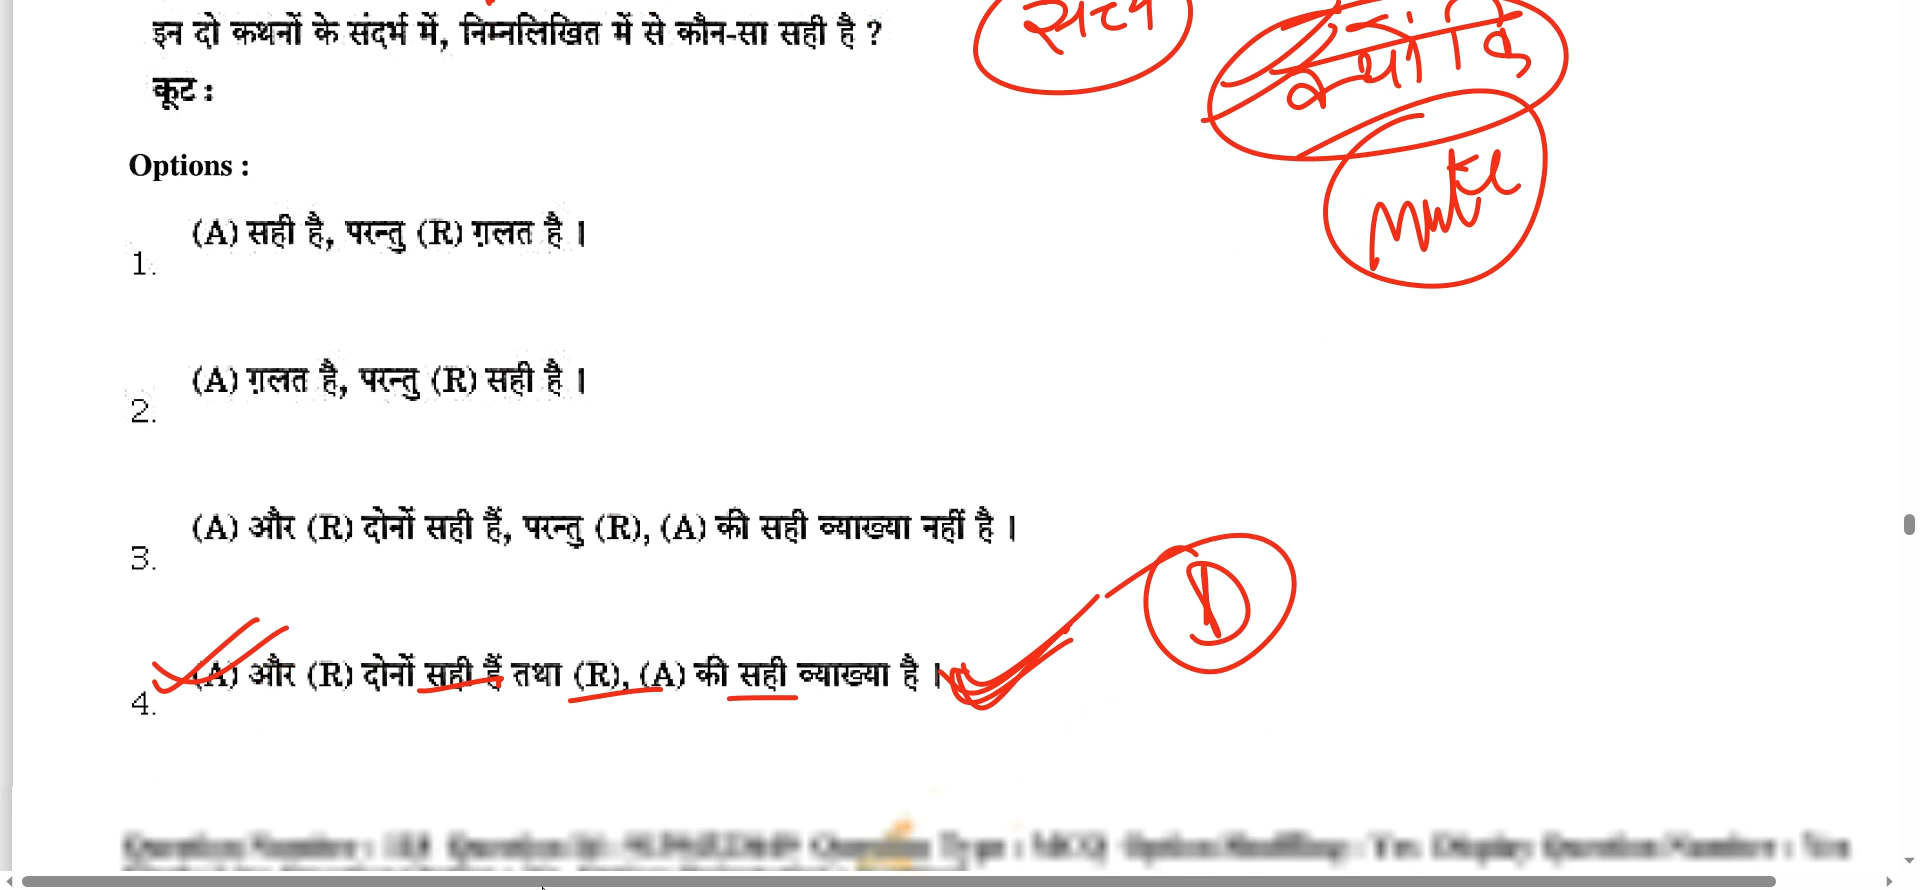 इन दो कथनों के संदर्भ में, निम्नलिखित में से कौन-सा सही है ?
सत्य
क्योंकि
कूट :
Mute
Options :
(A) सही है, परन्तु (R) ग़लत है ।
1.
(A) ग़लत है, परन्तु (R) सही है ।
2.
(A) और (R) दोनों सही हैं, परन्तु (R), (A) की सही व्याख्या नहीं है ।
3.
D
(A) और (R) दोनों सही हैं तथा (R), (A) की सही व्याख्या है ।
4.